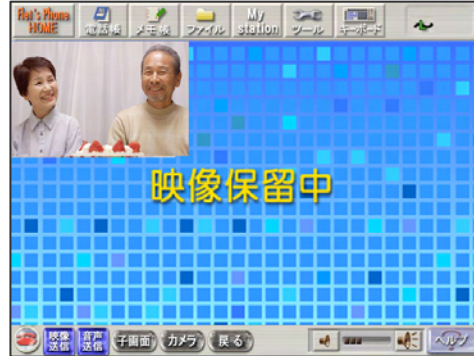 Flet's Phone HOME
電話帳
メモ帳
ファイル
My station
ツール
キーボード
映像保留中
映像送信
音声送信
子画面
カメラ
戻る
ヘルプ